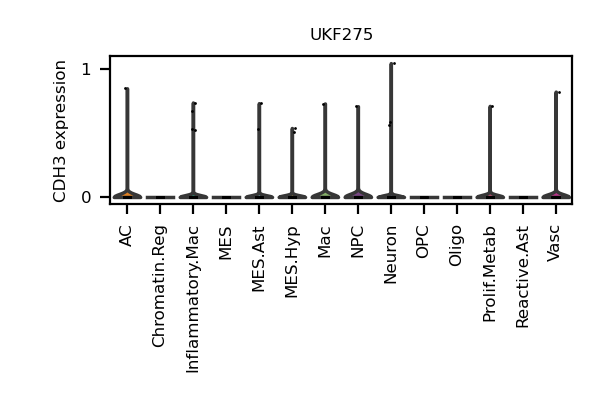 UKF275
CDH3 expression
1
0
AC
Chromatin.Reg
Inflammatory.Mac
MES
MES.Ast
MES.Hyp
Mac
NPC
Neuron
OPC
Oligo
Prolif.Metab
Reactive.Ast
Vasc